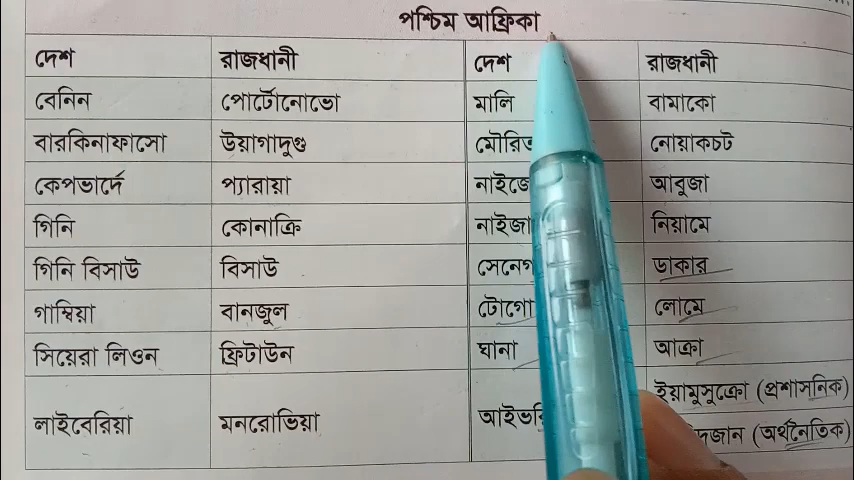 পশ্চিম আফ্রিকা
দেশ রাজধানী দেশ রাজধানী
বেনিন পোর্টোনোভো মালি বামাকো
বারকিনাফাসো উয়াগাদুগু নোয়াকচট
কেপভার্দে প্যারায়া আবুজা
গিনি কোনাক্রি নিয়ামে
গিনি বিসাউ বিসাউ ডাকার
গাম্বিয়া বানজুল টোগো লোমে
সিয়েরা লিওন ফ্রিটাউন ঘানা আক্রা
লাইবেরিয়া মনরোভিয়া ইয়ামুসুক্রো (প্রশাসনিক)
(অর্থনৈতিক)